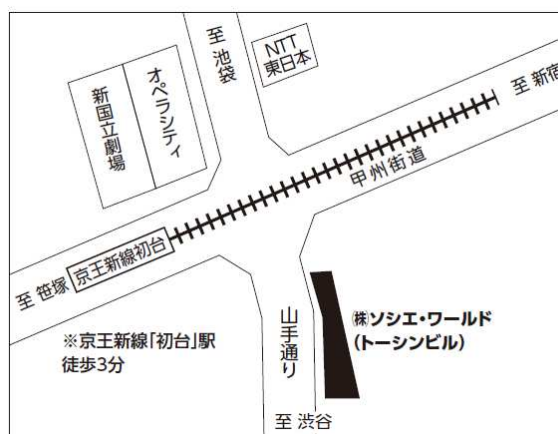 至 池袋
NTT
東日本
至 新宿
オペラシティ
新国立劇場
甲州街道
京王新線初台
至 笹塚
※京王新線「初台」駅
徒歩3分
山手通り
㈱ソシエ・ワールド
(トーシンビル)
至 渋谷